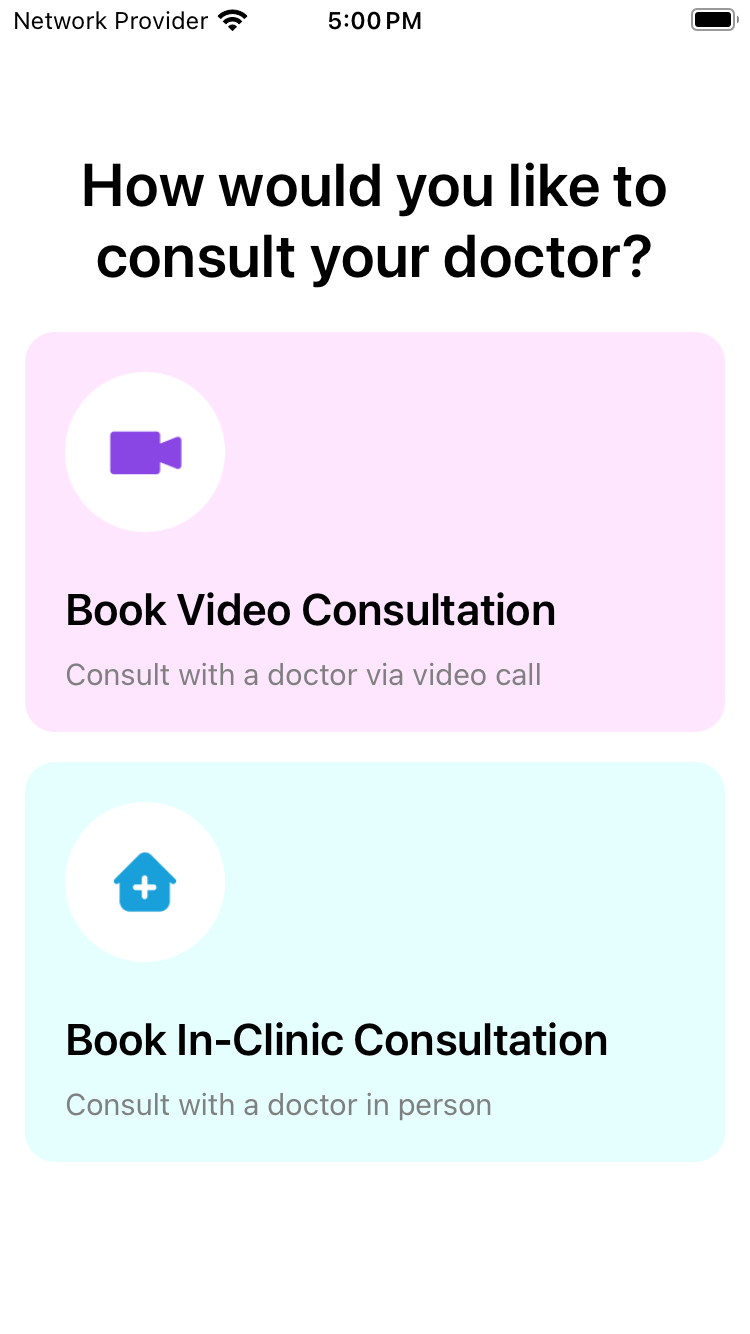 Network Provider 5:00 PM
How would you like to
consult your doctor?
Book Video Consultation
Consult with a doctor via video call
Book In-Clinic Consultation
Consult with a doctor in person